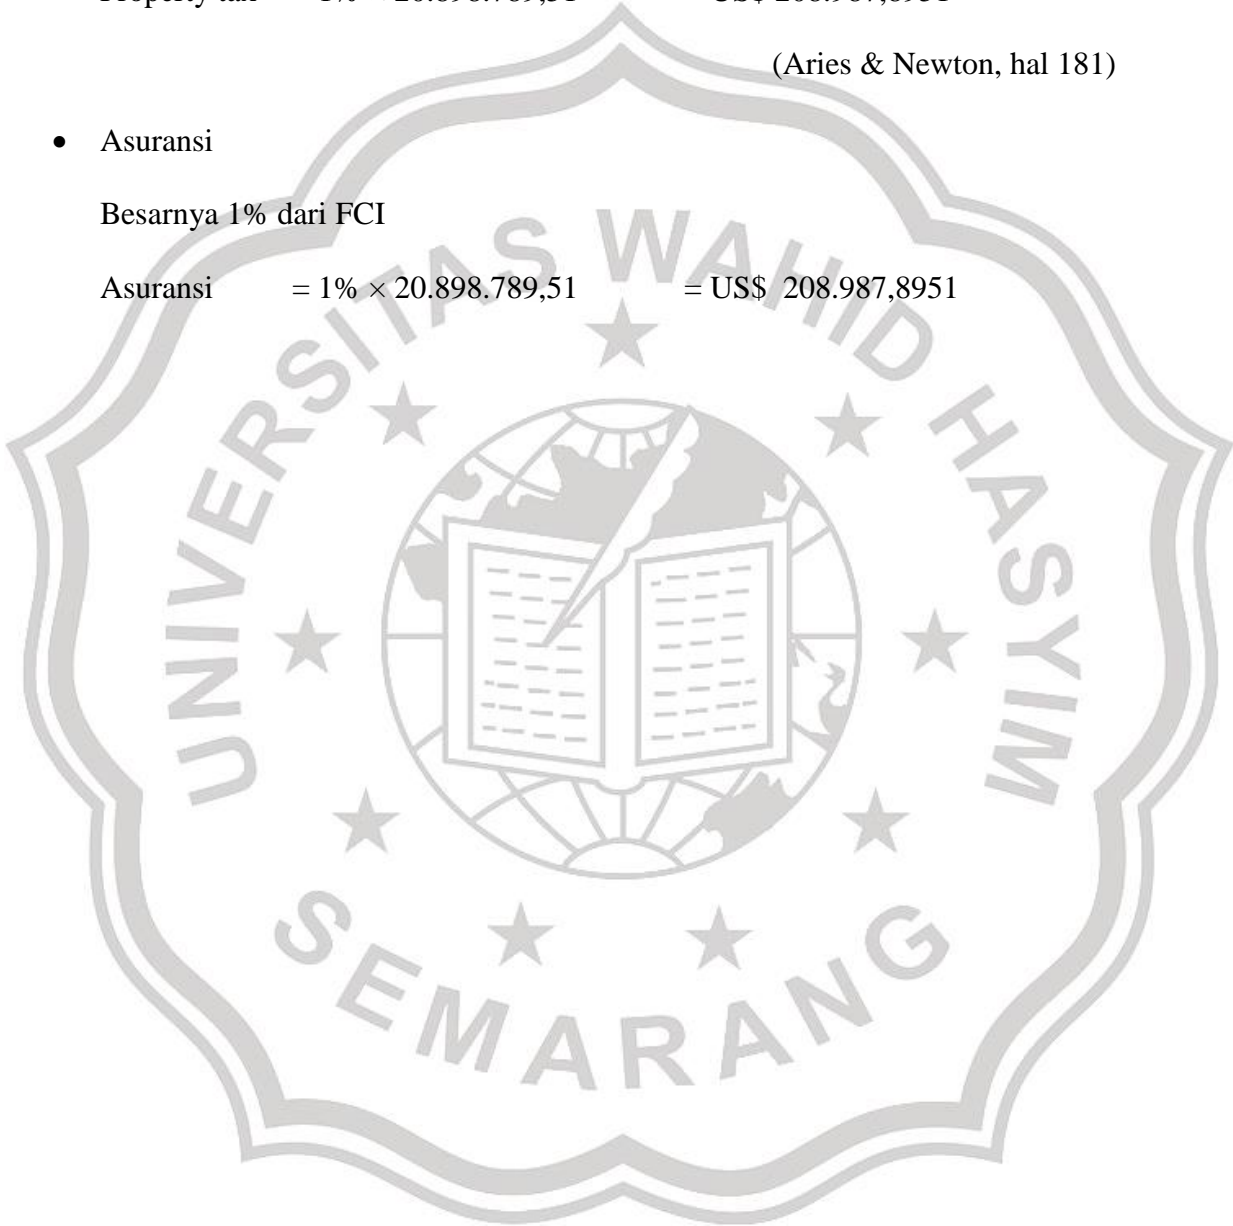 (Aries & Newton, hal 181)
• Asuransi
Besarnya 1% dari FCI
Asuransi = 1% × 20.898.789,51 = US$ 208.987,8951
UNIVERSITAS WAHID HASYIM
SEMARANG